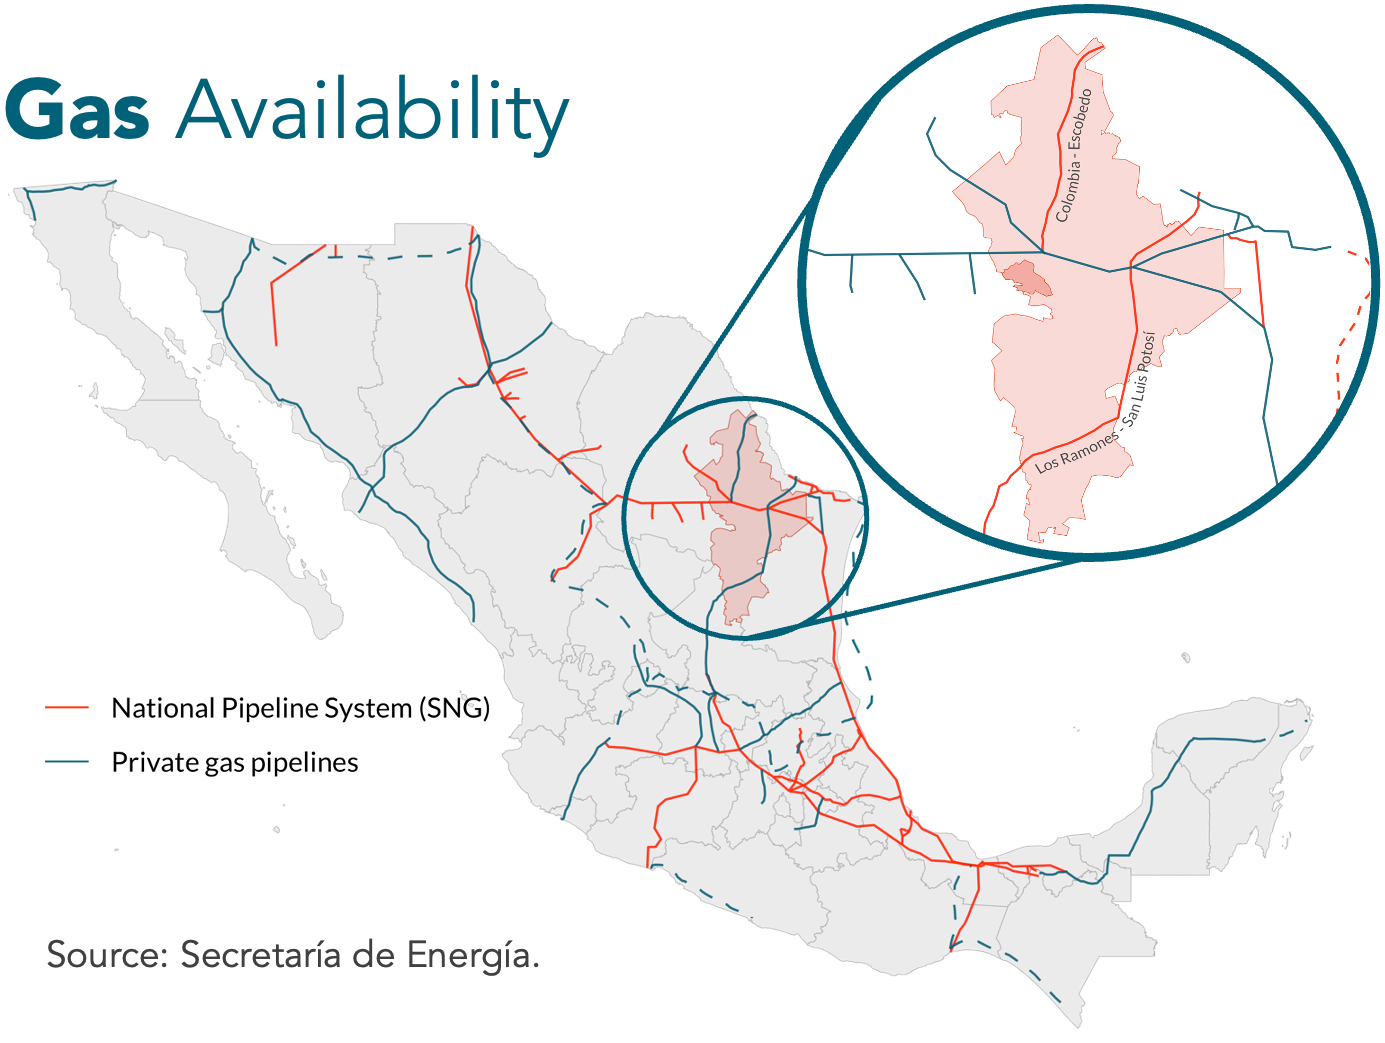 Gas Availability
Colombia - Escobedo
Los Ramones - San Luis Potosí
National Pipeline System (SNG)
Private gas pipelines
Source: Secretaría de Energía.